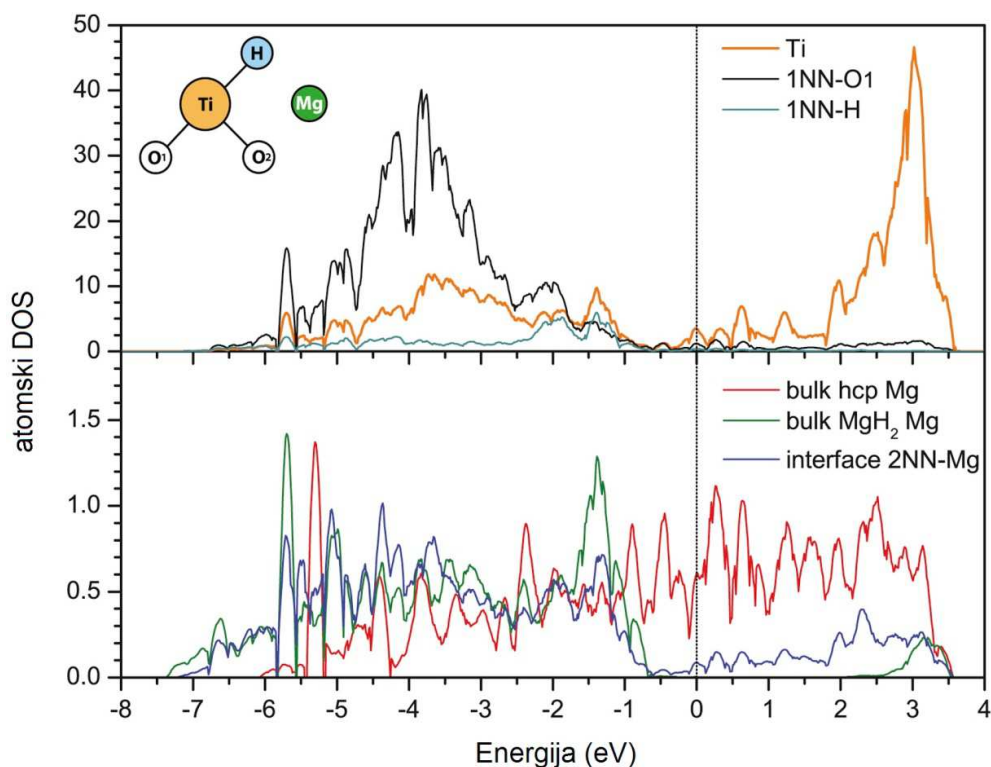 50
40
30
20
10
0
H
Ti
Mg
O1
O2
Ti
1NN-O1
1NN-H
atomski DOS
1.5
1.0
0.5
0.0
bulk hcp Mg
bulk MgH2 Mg
interface 2NN-Mg
-8 -7 -6 -5 -4 -3 -2 -1 0 1 2 3 4
Energija (eV)